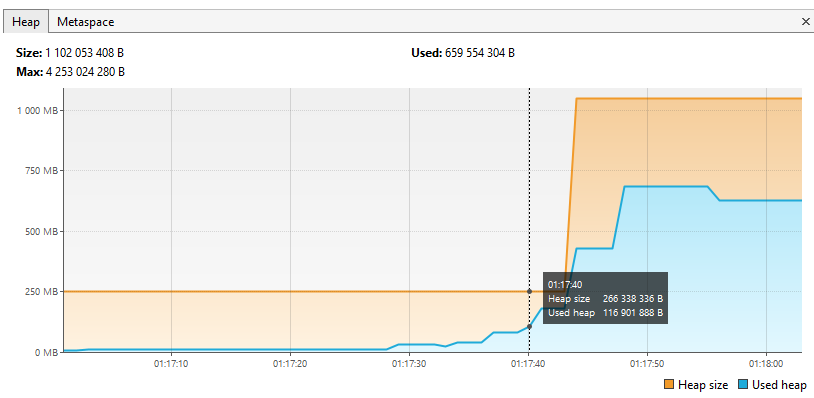 Heap Metaspace ×
Size: 1 102 053 408 B Used: 659 554 304 B
Max: 4 253 024 280 B
1 000 MB
750 MB
500 MB
250 MB
0 MB
01:17:40
Heap size 266 338 336 B
Used heap 116 901 888 B
01:17:10 01:17:20 01:17:30 01:17:40 01:17:50 01:18:00
Heap size Used heap